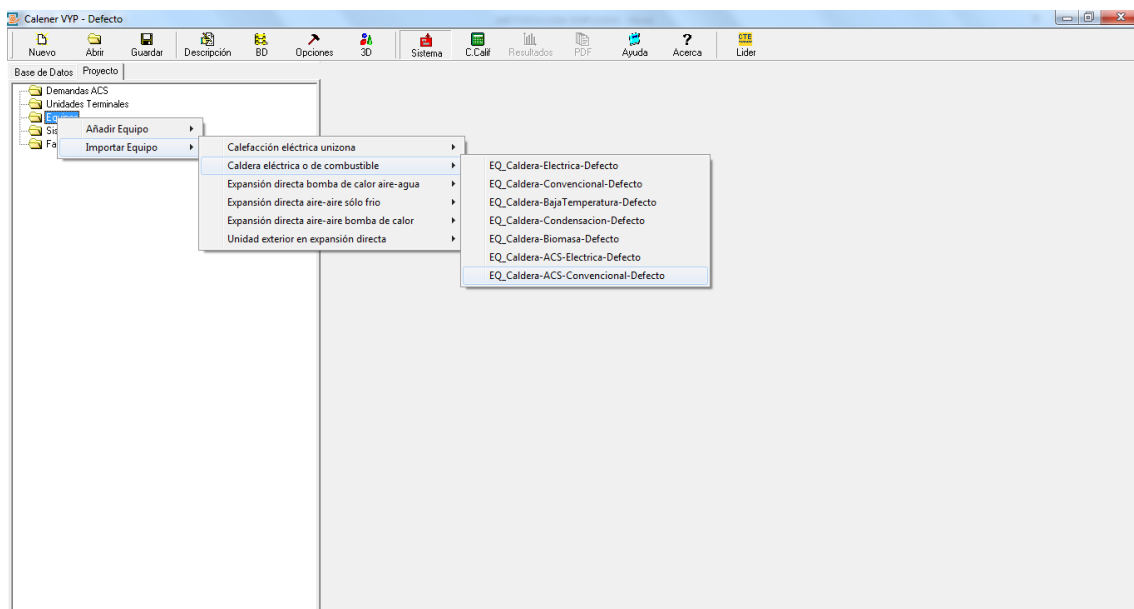 Calener VYP - Defecto
Nuevo Abrir Guardar Descripción BD Opciones 3D Sistema C.Calif Resultados PDF Ayuda Acerca CTE Lider
Base de Datos Proyecto
Demandas ACS
Unidades Terminales
Equipos
Sis
Fa
Añadir Equipo
Importar Equipo
Calefacción eléctrica unizona
Caldera eléctrica o de combustible
Expansión directa bomba de calor aire-agua
Expansión directa aire-aire sólo frio
Expansión directa aire-aire bomba de calor
Unidad exterior en expansión directa
EQ_Caldera-Electrica-Defecto
EQ_Caldera-Convencional-Defecto
EQ_Caldera-BajaTemperatura-Defecto
EQ_Caldera-Condensacion-Defecto
EQ_Caldera-Biomasa-Defecto
EQ_Caldera-ACS-Electrica-Defecto
EQ_Caldera-ACS-Convencional-Defecto